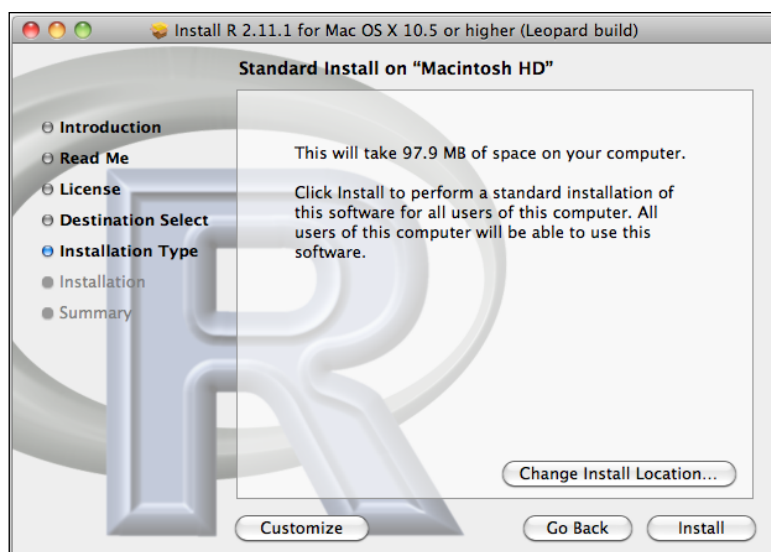 Install R 2.11.1 for Mac OS X 10.5 or higher (Leopard build)
Standard Install on “Macintosh HD”
Introduction
Read Me
License
Destination Select
Installation Type
Installation
Summary
This will take 97.9 MB of space on your computer.
Click Install to perform a standard installation of
this software for all users of this computer. All
users of this computer will be able to use this
software.
R
Change Install Location...
Customize
Go Back
Install